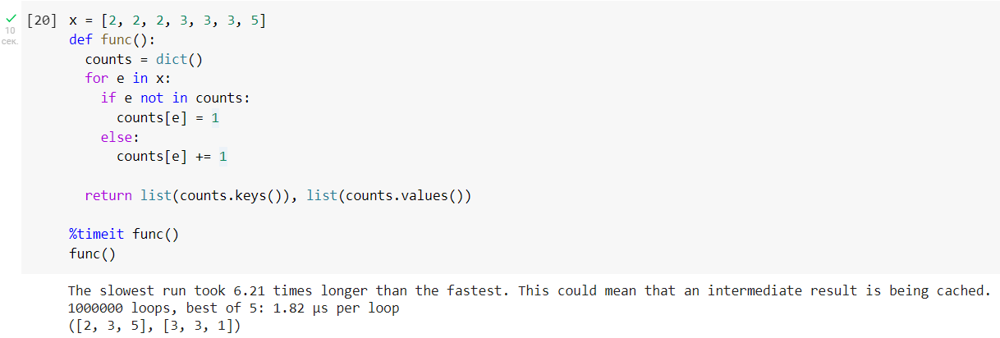 [20] x = [2, 2, 2, 3, 3, 3, 5]
10
сек.
def func():
  counts = dict()
  for e in x:
    if e not in counts:
      counts[e] = 1
    else:
      counts[e] += 1
  return list(counts.keys()), list(counts.values())
%timeit func()
func()
The slowest run took 6.21 times longer than the fastest. This could mean that an intermediate result is being cached.
1000000 loops, best of 5: 1.82 µs per loop
([2, 3, 5], [3, 3, 1])